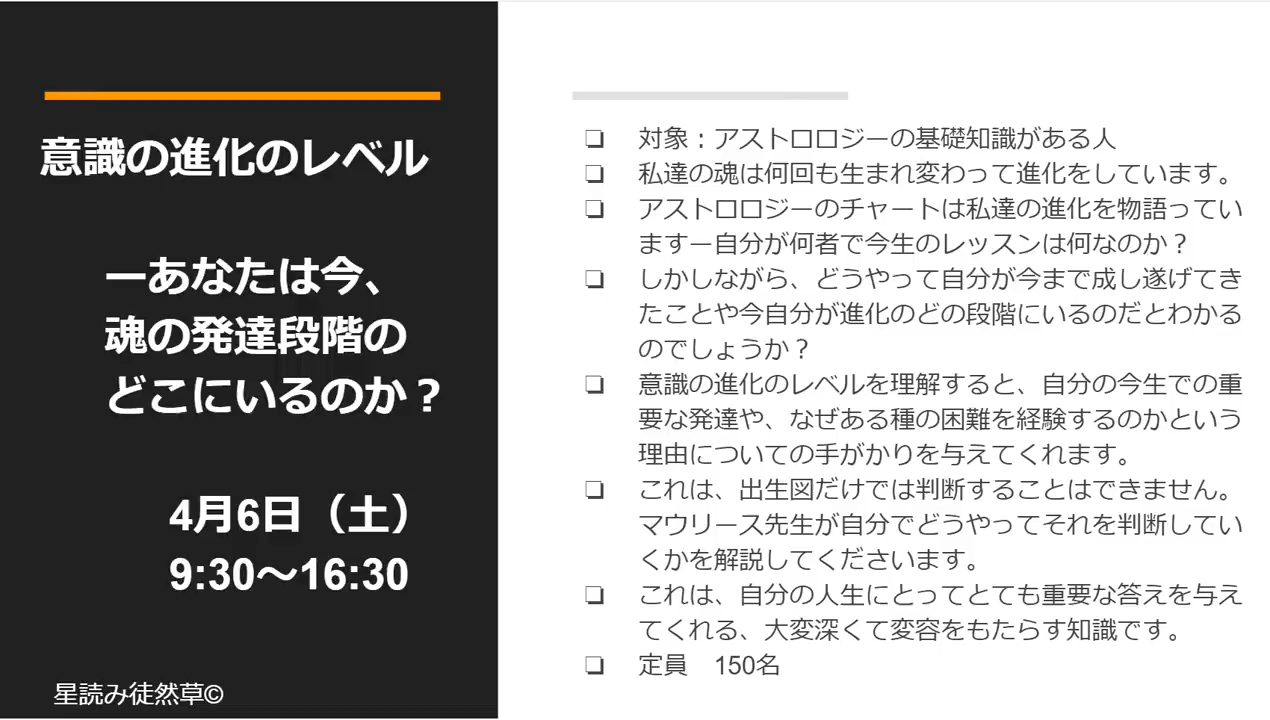 意識の進化のレベル
ーあなたは今、
魂の発達段階の
どこにいるのか？
4月6日（土）
9:30～16:30
星読み徒然草©
❏ 対象：アストロロジーの基礎知識がある人
❏ 私達の魂は何回も生まれ変わって進化をしています。
❏ アストロロジーのチャートは私達の進化を物語ってい
ますー自分が何者で今生のレッスンは何なのか？
❏ しかしながら、どうやって自分が今まで成し遂げてき
たことや今自分が進化のどの段階にいるのだとわかる
のでしょうか？
❏ 意識の進化のレベルを理解すると、自分の今生での重
要な発達や、なぜある種の困難を経験するのかという
理由についての手がかりを与えてくれます。
❏ これは、出生図だけでは判断することはできません。
マウリース先生が自分でどうやってそれを判断してい
くかを解説してくださいます。
❏ これは、自分の人生にとってとても重要な答えを与え
てくれる、大変深くて変容をもたらす知識です。
❏ 定員　150名